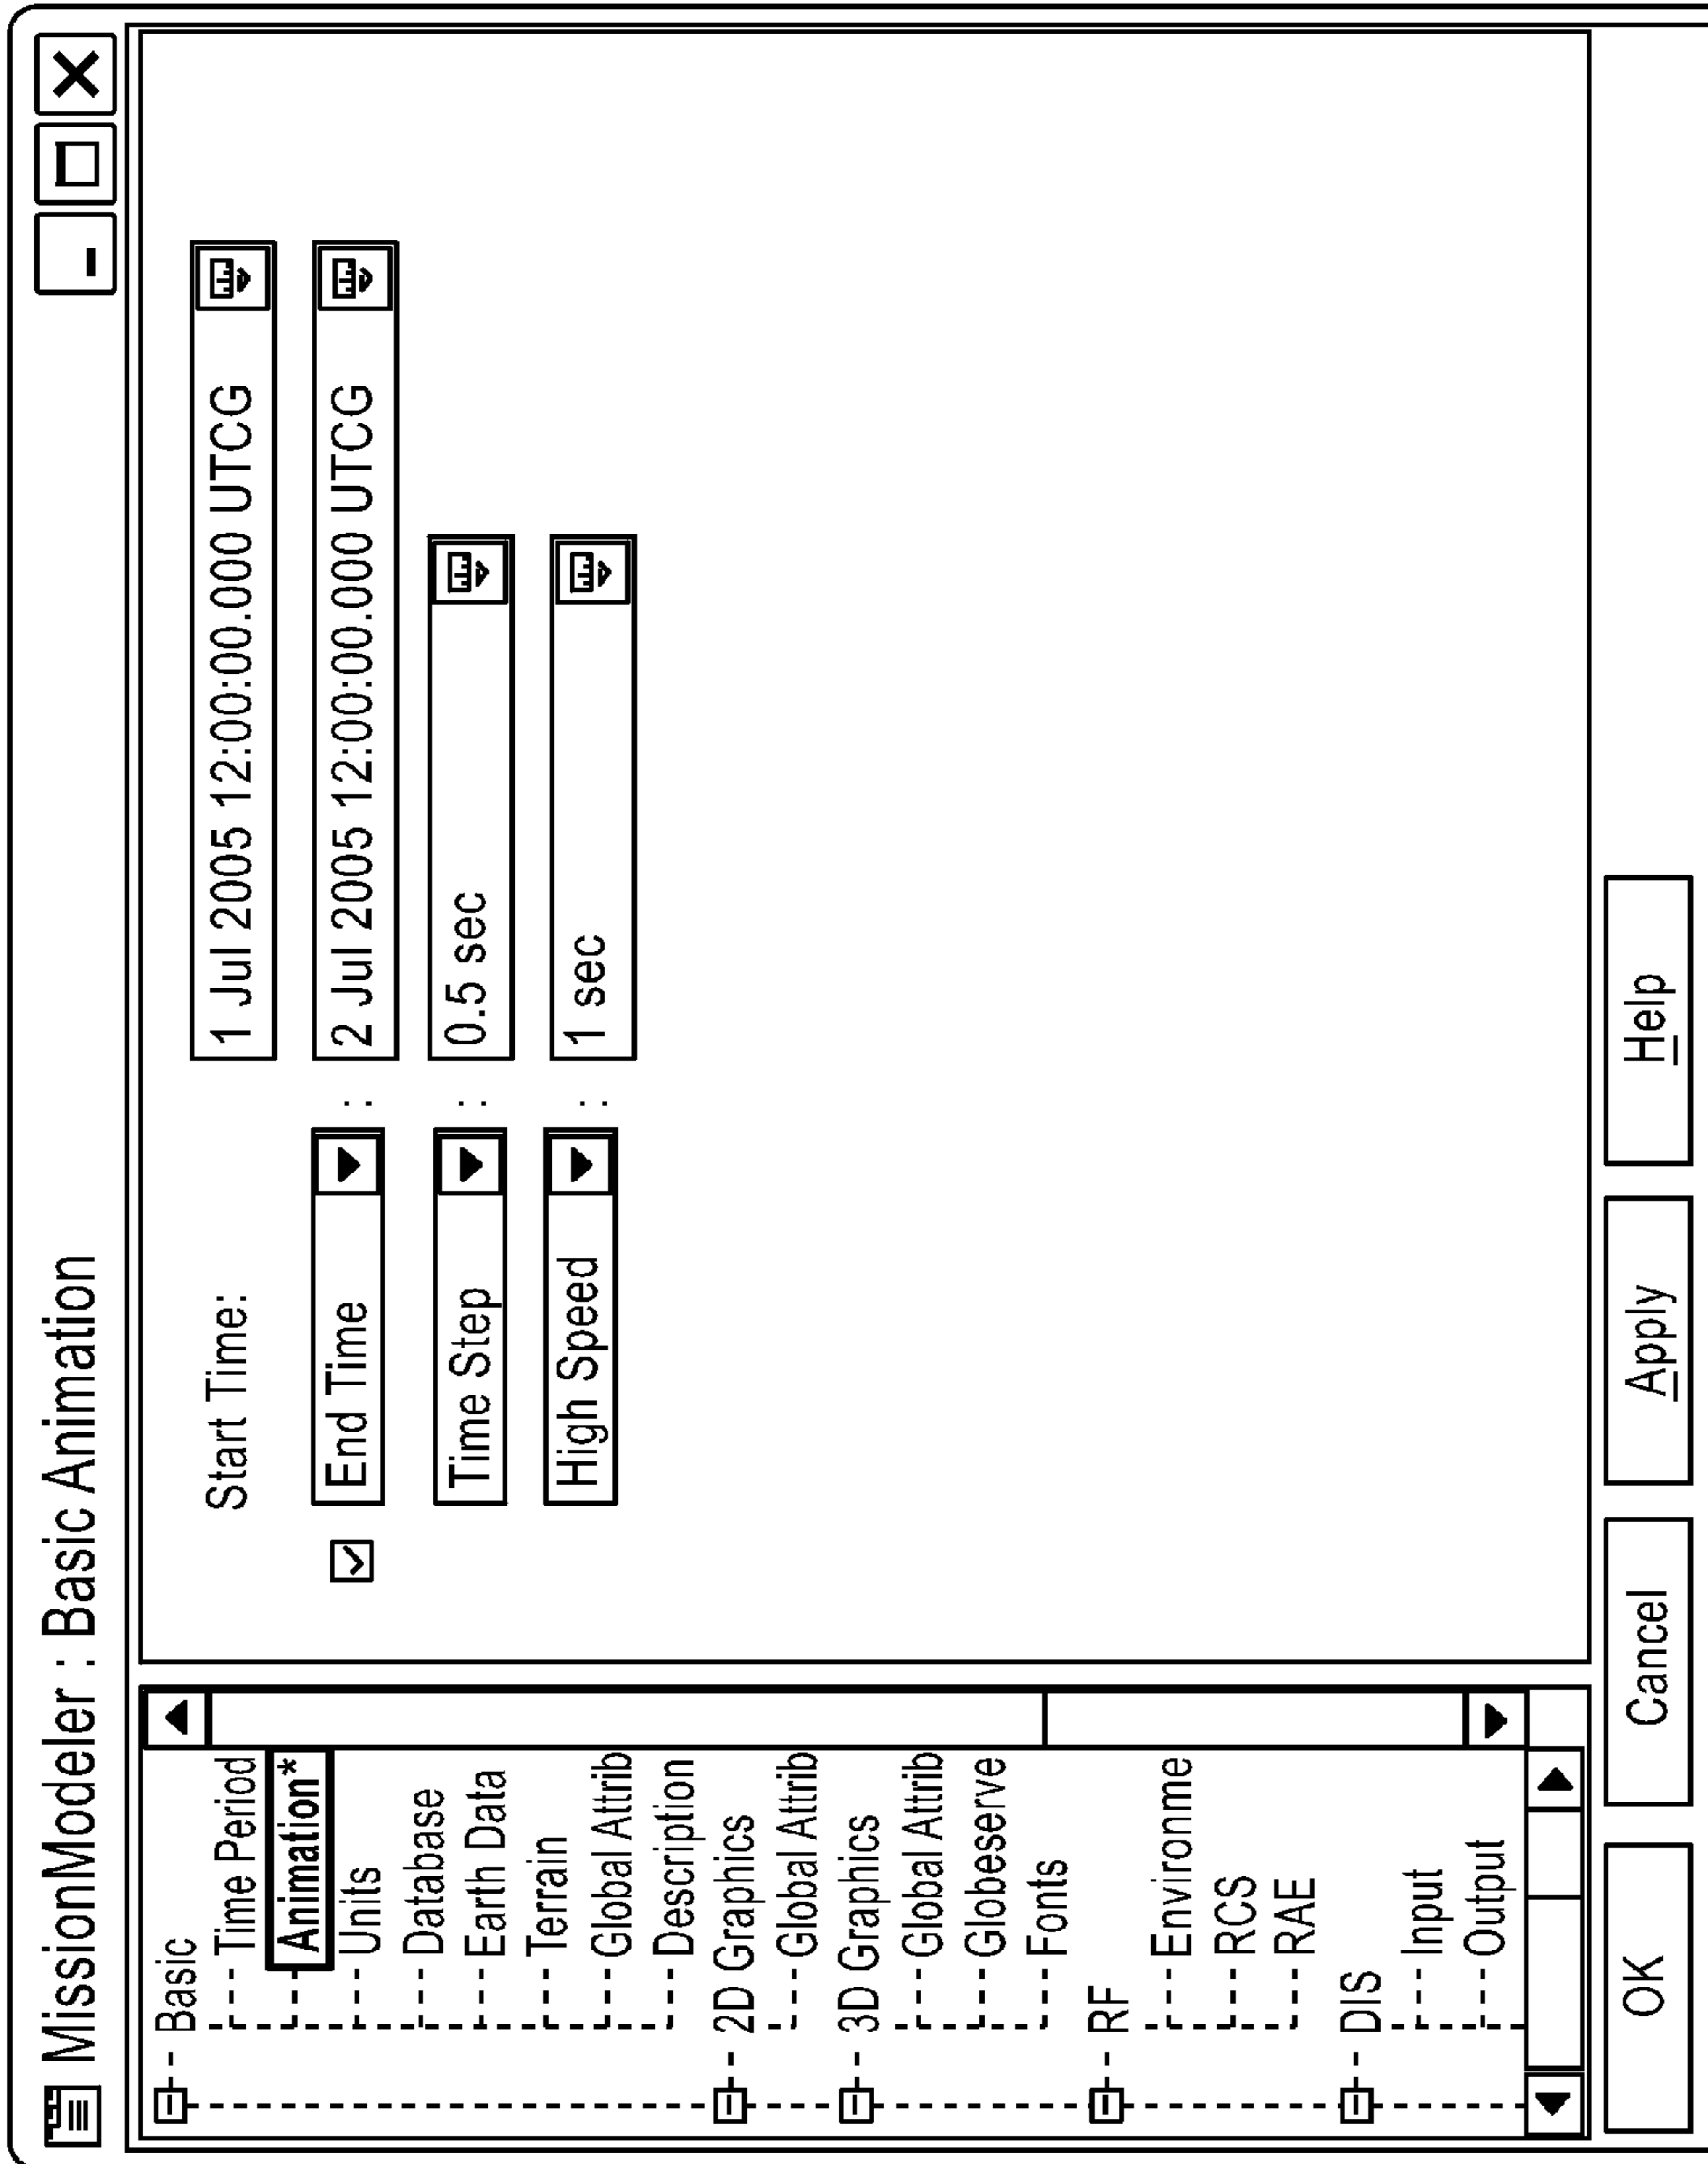 MissionModeler : Basic Animation
Basic
Time Period
Animation*
Units
Database
Earth Data
Terrain
Global Attrib
Description
2D Graphics
Global Attrib
3D Graphics
Global Attrib
Globeserve
Fonts
RF
Environme
RCS
RAE
DIS
Input
Output
Start Time: 1 Jul 2005 12:00:00.000 UTCG
End Time : 2 Jul 2005 12:00:00.000 UTCG
Time Step : 0.5 sec
High Speed : 1 sec
OK Cancel Apply Help